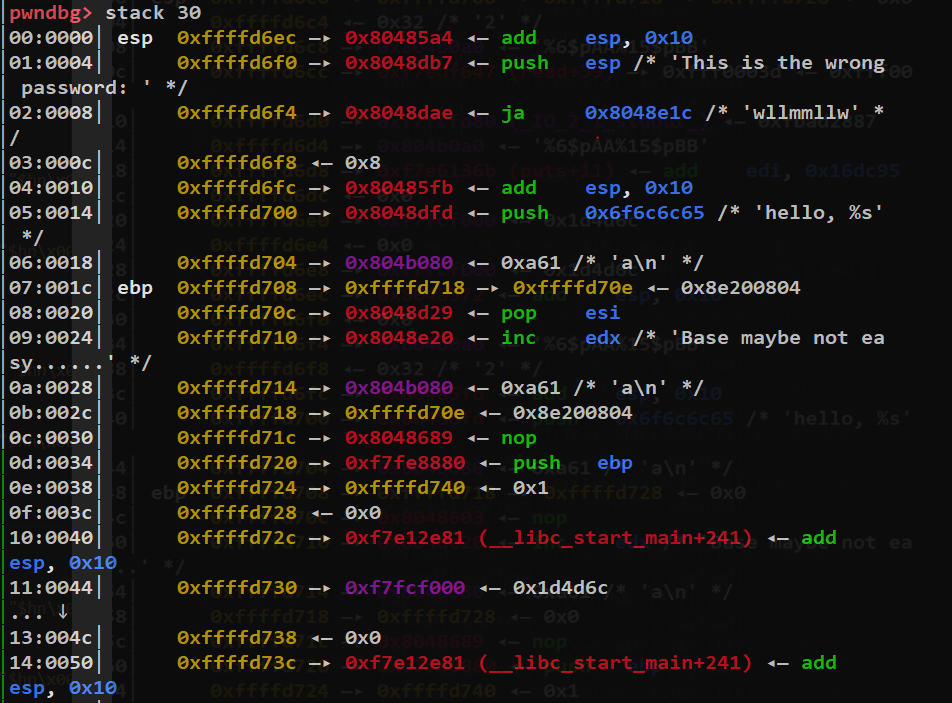 pwndbg> stack 30
00:0000│ esp 0xffffd6ec —▸ 0x80485a4 ◂— add esp, 0x10
01:0004│ 0xffffd6f0 —▸ 0x8048db7 ◂— push esp /* 'This is the wrong
password: ' */
02:0008│ 0xffffd6f4 —▸ 0x8048dae ◂— ja 0x8048e1c /* 'wllmmllw' *
/
03:000c│ 0xffffd6f8 ◂— 0x8
04:0010│ 0xffffd6fc —▸ 0x80485fb ◂— add esp, 0x10
05:0014│ 0xffffd700 —▸ 0x8048dfd ◂— push 0x6f6c6c65 /* 'hello, %s'
*/
06:0018│ 0xffffd704 —▸ 0x804b080 ◂— 0xa61 /* 'a\n' */
07:001c│ ebp 0xffffd708 —▸ 0xffffd718 —▸ 0xffffd70e ◂— 0x8e200804
08:0020│ 0xffffd70c —▸ 0x8048d29 ◂— pop esi
09:0024│ 0xffffd710 —▸ 0x8048e20 ◂— inc edx /* 'Base maybe not ea
sy......' */
0a:0028│ 0xffffd714 —▸ 0x804b080 ◂— 0xa61 /* 'a\n' */
0b:002c│ 0xffffd718 —▸ 0xffffd70e ◂— 0x8e200804
0c:0030│ 0xffffd71c —▸ 0x8048689 ◂— nop
0d:0034│ 0xffffd720 —▸ 0xf7fe8880 ◂— push ebp
0e:0038│ 0xffffd724 —▸ 0xffffd740 ◂— 0x1
0f:003c│ 0xffffd728 ◂— 0x0
10:0040│ 0xffffd72c —▸ 0xf7e12e81 (__libc_start_main+241) ◂— add
esp, 0x10
11:0044│ 0xffffd730 —▸ 0xf7fcf000 ◂— 0x1d4d6c
... ↓
13:004c│ 0xffffd738 ◂— 0x0
14:0050│ 0xffffd73c —▸ 0xf7e12e81 (__libc_start_main+241) ◂— add
esp, 0x10